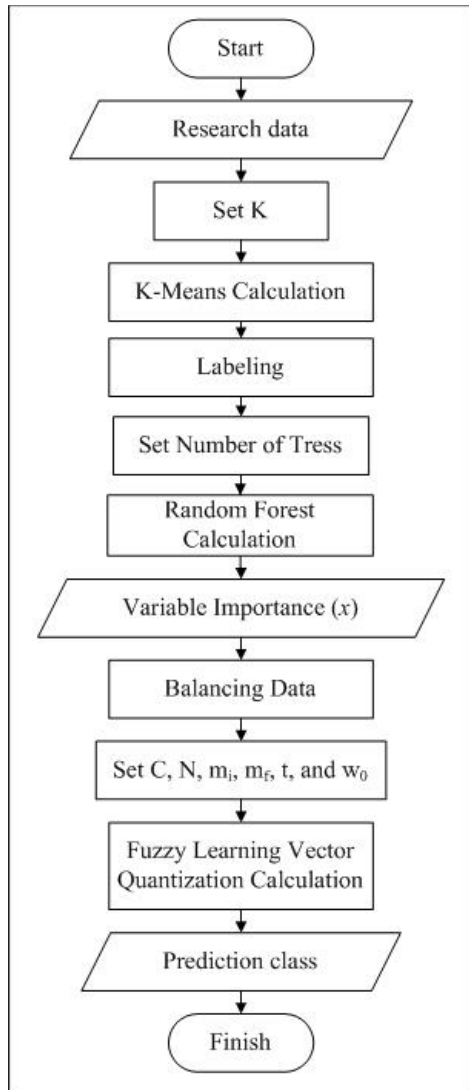 Start
Research data
Set K
K-Means Calculation
Labeling
Set Number of Tress
Random Forest
Calculation
Variable Importance (x)
Balancing Data
Set C, N, mᵢ, m_f, t, and w₀
Fuzzy Learning Vector
Quantization Calculation
Prediction class
Finish